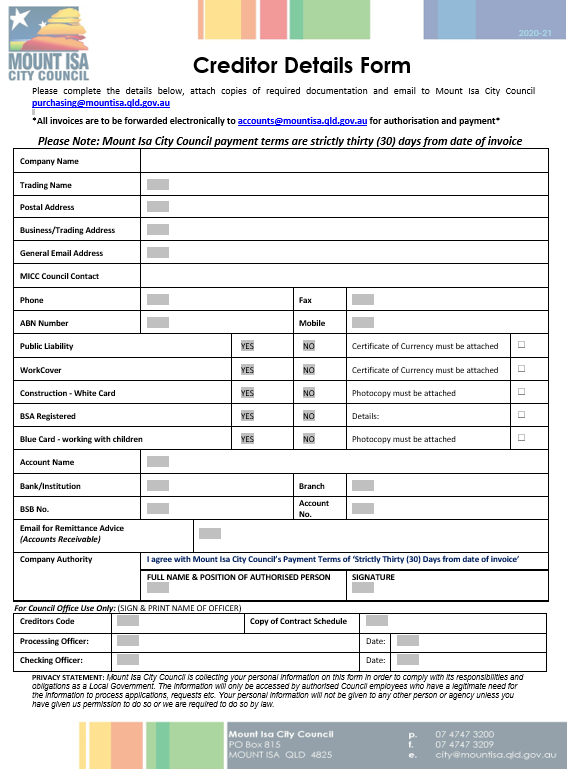 2020-21
MOUNT ISA
CITY COUNCIL
Creditor Details Form
Please complete the details below, attach copies of required documentation and email to Mount Isa City Council
purchasing@mountisa.qld.gov.au
*All invoices are to be forwarded electronically to accounts@mountisa.qld.gov.au for authorisation and payment*
Please Note: Mount Isa City Council payment terms are strictly thirty (30) days from date of invoice
Company Name
Trading Name
Postal Address
Business/Trading Address
General Email Address
MICC Council Contact
Phone Fax
ABN Number Mobile
Public Liability YES NO Certificate of Currency must be attached ☐
WorkCover YES NO Certificate of Currency must be attached ☐
Construction - White Card YES NO Photocopy must be attached ☐
BSA Registered YES NO Details: ☐
Blue Card - working with children YES NO Photocopy must be attached ☐
Account Name
Bank/Institution Branch
BSB No. Account No.
Email for Remittance Advice
(Accounts Receivable)
Company Authority I agree with Mount Isa City Council's Payment Terms of 'Strictly Thirty (30) Days from date of invoice'
FULL NAME & POSITION OF AUTHORISED PERSON SIGNATURE
For Council Office Use Only: (SIGN & PRINT NAME OF OFFICER)
Creditors Code Copy of Contract Schedule
Processing Officer: Date:
Checking Officer: Date:
PRIVACY STATEMENT: Mount Isa City Council is collecting your personal information on this form in order to comply with its responsibilities and
obligations as a Local Government. The information will only be accessed by authorised Council employees who have a legitimate need for
the information to process applications, requests etc. Your personal information will not be given to any other person or agency unless you
have given us permission to do so or we are required to do so by law.
Mount Isa City Council p. 07 4747 3200
PO Box 815 f. 07 4747 3209
MOUNT ISA QLD 4825 e. city@mountisa.qld.gov.au